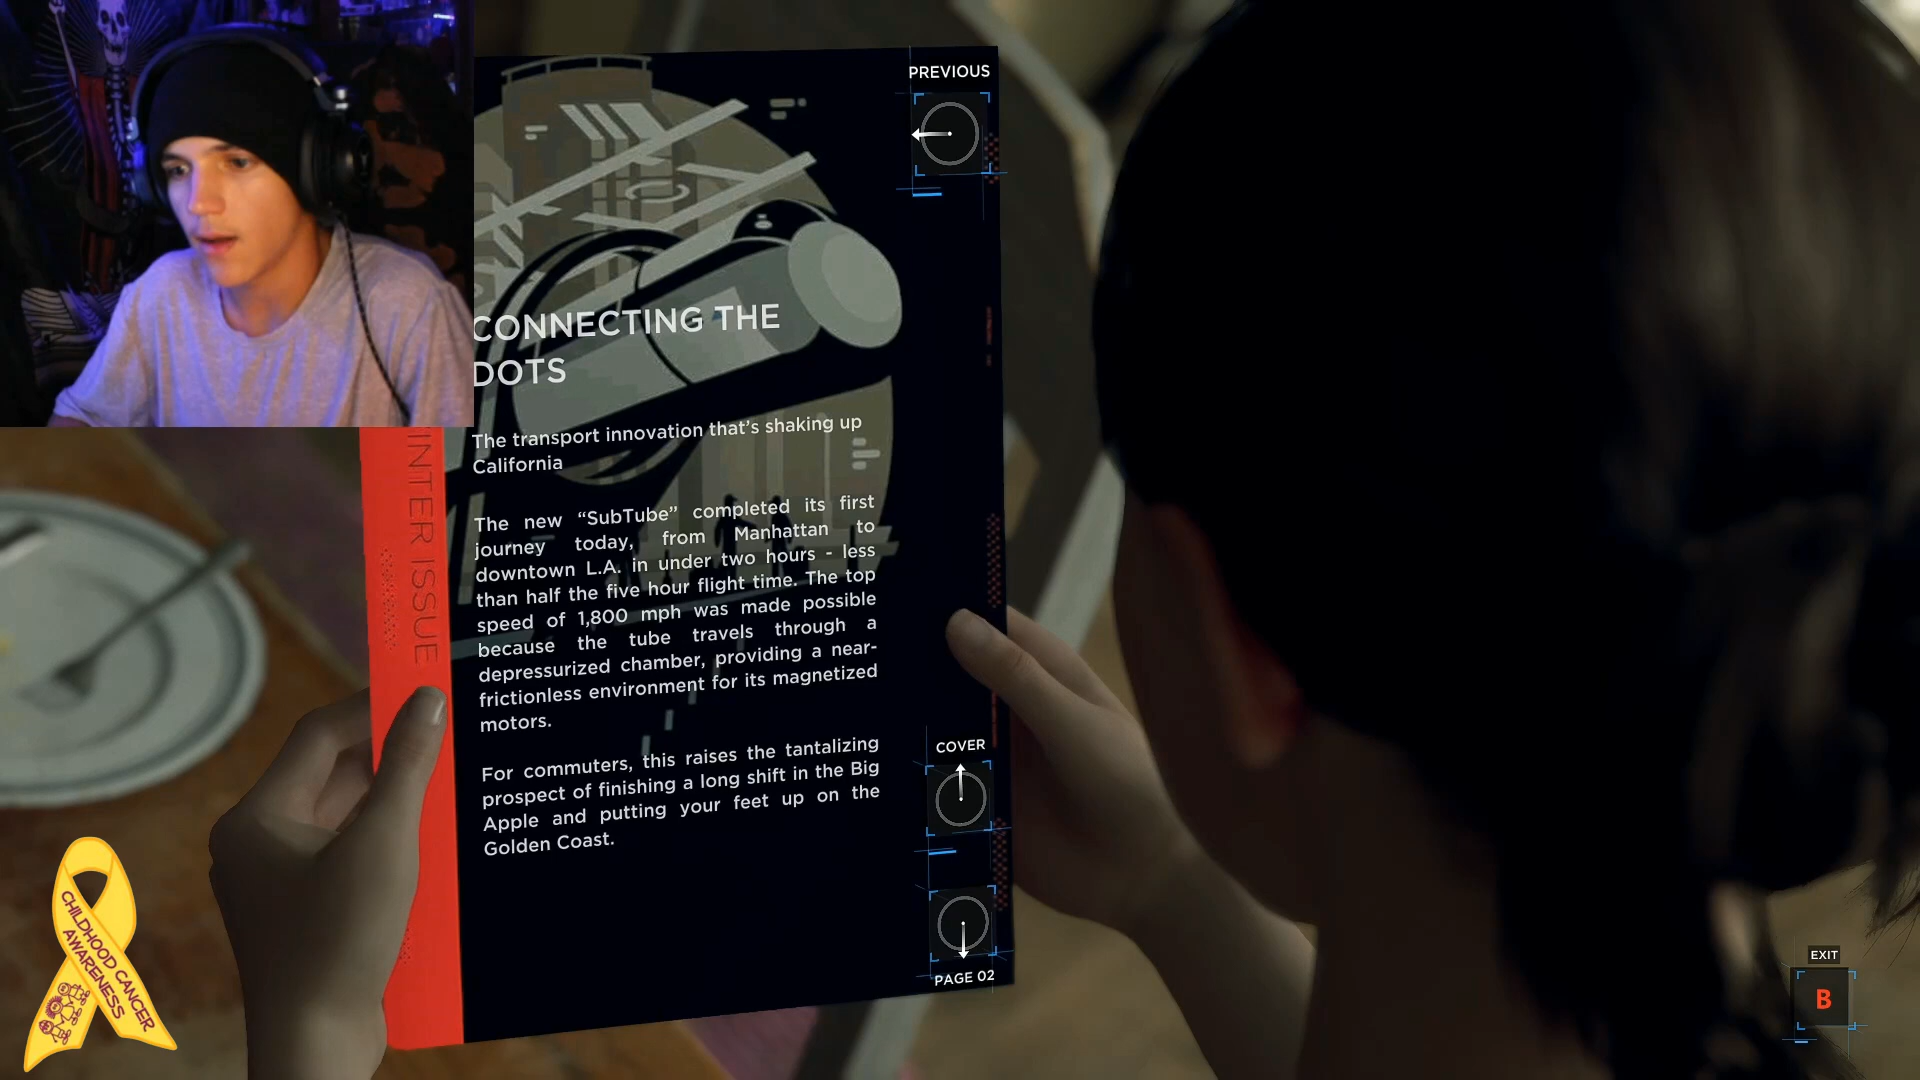 PREVIOUS
CONNECTING THE
DOTS
The transport innovation that's shaking up
California
The new “SubTube” completed its first
journey today, from Manhattan to
downtown L.A. in under two hours - less
than half the five hour flight time. The top
speed of 1,800 mph was made possible
because the tube travels through a
depressurized chamber, providing a near-
frictionless environment for its magnetized
motors.
For commuters, this raises the tantalizing
prospect of finishing a long shift in the Big
Apple and putting your feet up on the
Golden Coast.
INTER ISSUE
COVER
PAGE 02
EXIT
B
CHILDHOOD CANCER
AWARENESS